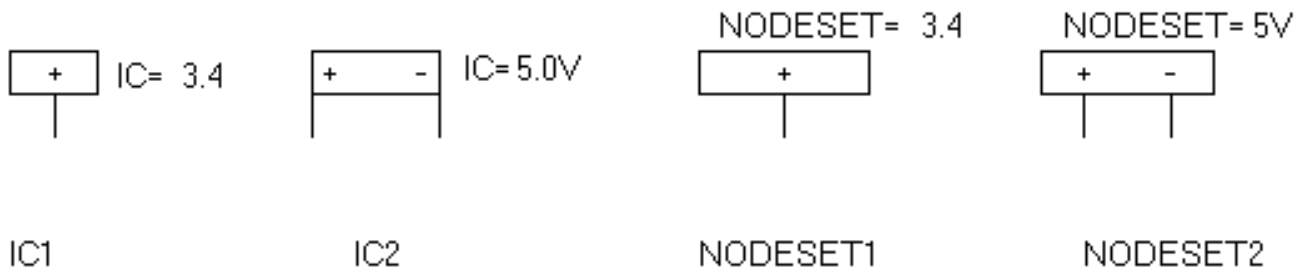 NODESET= 3.4 NODESET=5V
+ IC= 3.4 + - IC=5.0V + + -
IC1 IC2 NODESET1 NODESET2